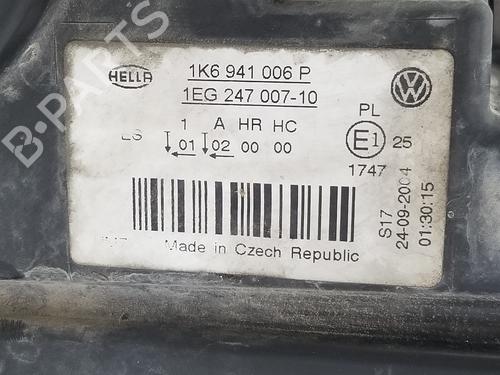 HELLA
1K6 941 006 P
1EG 247 007-10
1 A HR HC
01 02 00 00
PL
E1 25
1747
S17
24-09-2004
01:30:15
Made in Czech Republic
B-PARTS